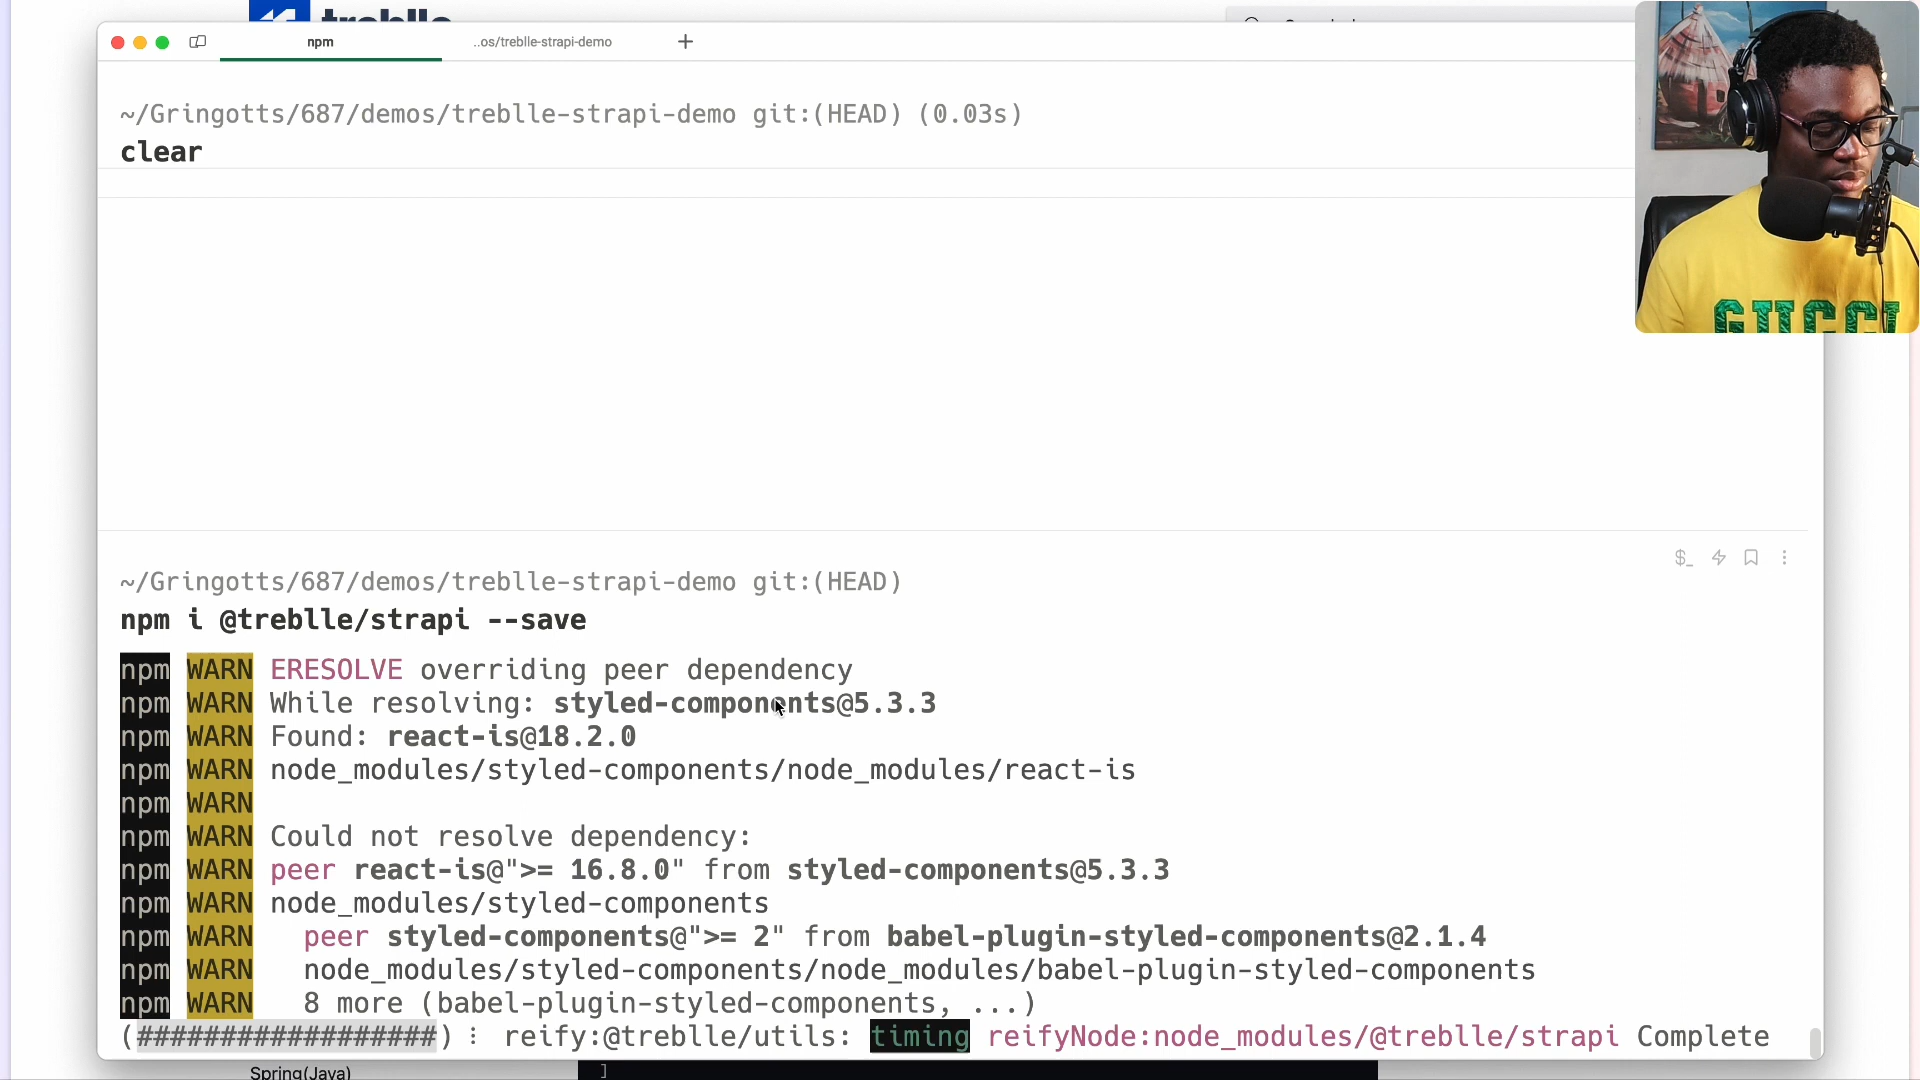 treblle
npm
..os/treblle-strapi-demo
+
~/Gringotts/687/demos/treblle-strapi-demo git:(HEAD) (0.03s)
clear
GUCCI
$_
~/Gringotts/687/demos/treblle-strapi-demo git:(HEAD)
npm i @treblle/strapi --save
npm WARN ERESOLVE overriding peer dependency
npm WARN While resolving: styled-components@5.3.3
npm WARN Found: react-is@18.2.0
npm WARN node_modules/styled-components/node_modules/react-is
npm WARN
npm WARN Could not resolve dependency:
npm WARN peer react-is@">= 16.8.0" from styled-components@5.3.3
npm WARN node_modules/styled-components
npm WARN   peer styled-components@">= 2" from babel-plugin-styled-components@2.1.4
npm WARN   node_modules/styled-components/node_modules/babel-plugin-styled-components
npm WARN   8 more (babel-plugin-styled-components, ...)
(##################) ⠸ reify:@treblle/utils: timing reifyNode:node_modules/@treblle/strapi Complete
Spring(Java)
]